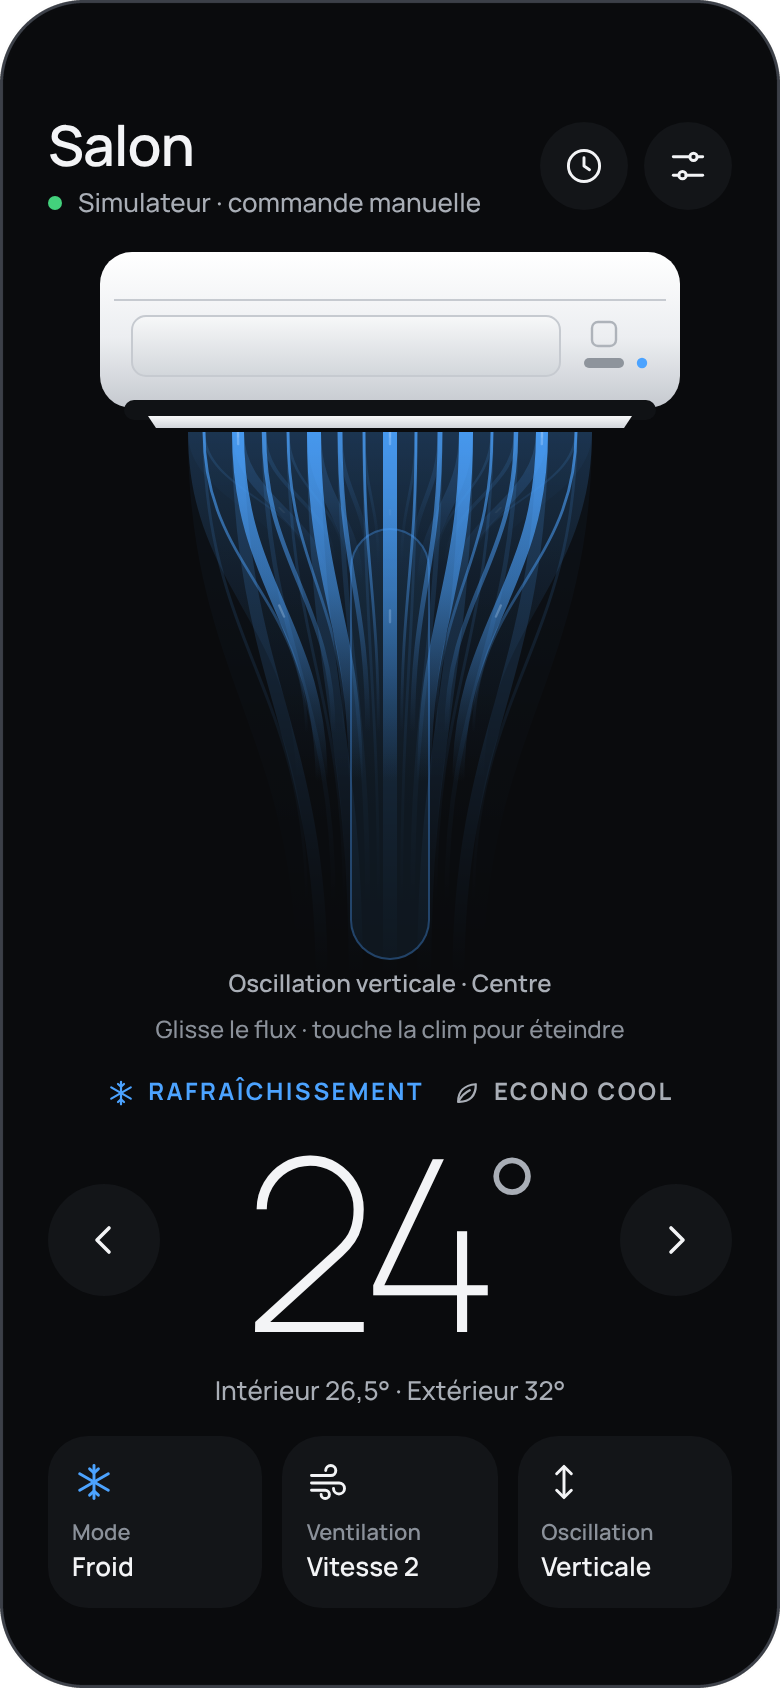 Salon
Simulateur · commande manuelle
Oscillation verticale · Centre
Glisse le flux · touche la clim pour éteindre
RAFRAÎCHISSEMENT ECONO COOL
24°
Intérieur 26,5° · Extérieur 32°
Mode Ventilation Oscillation
Froid Vitesse 2 Verticale